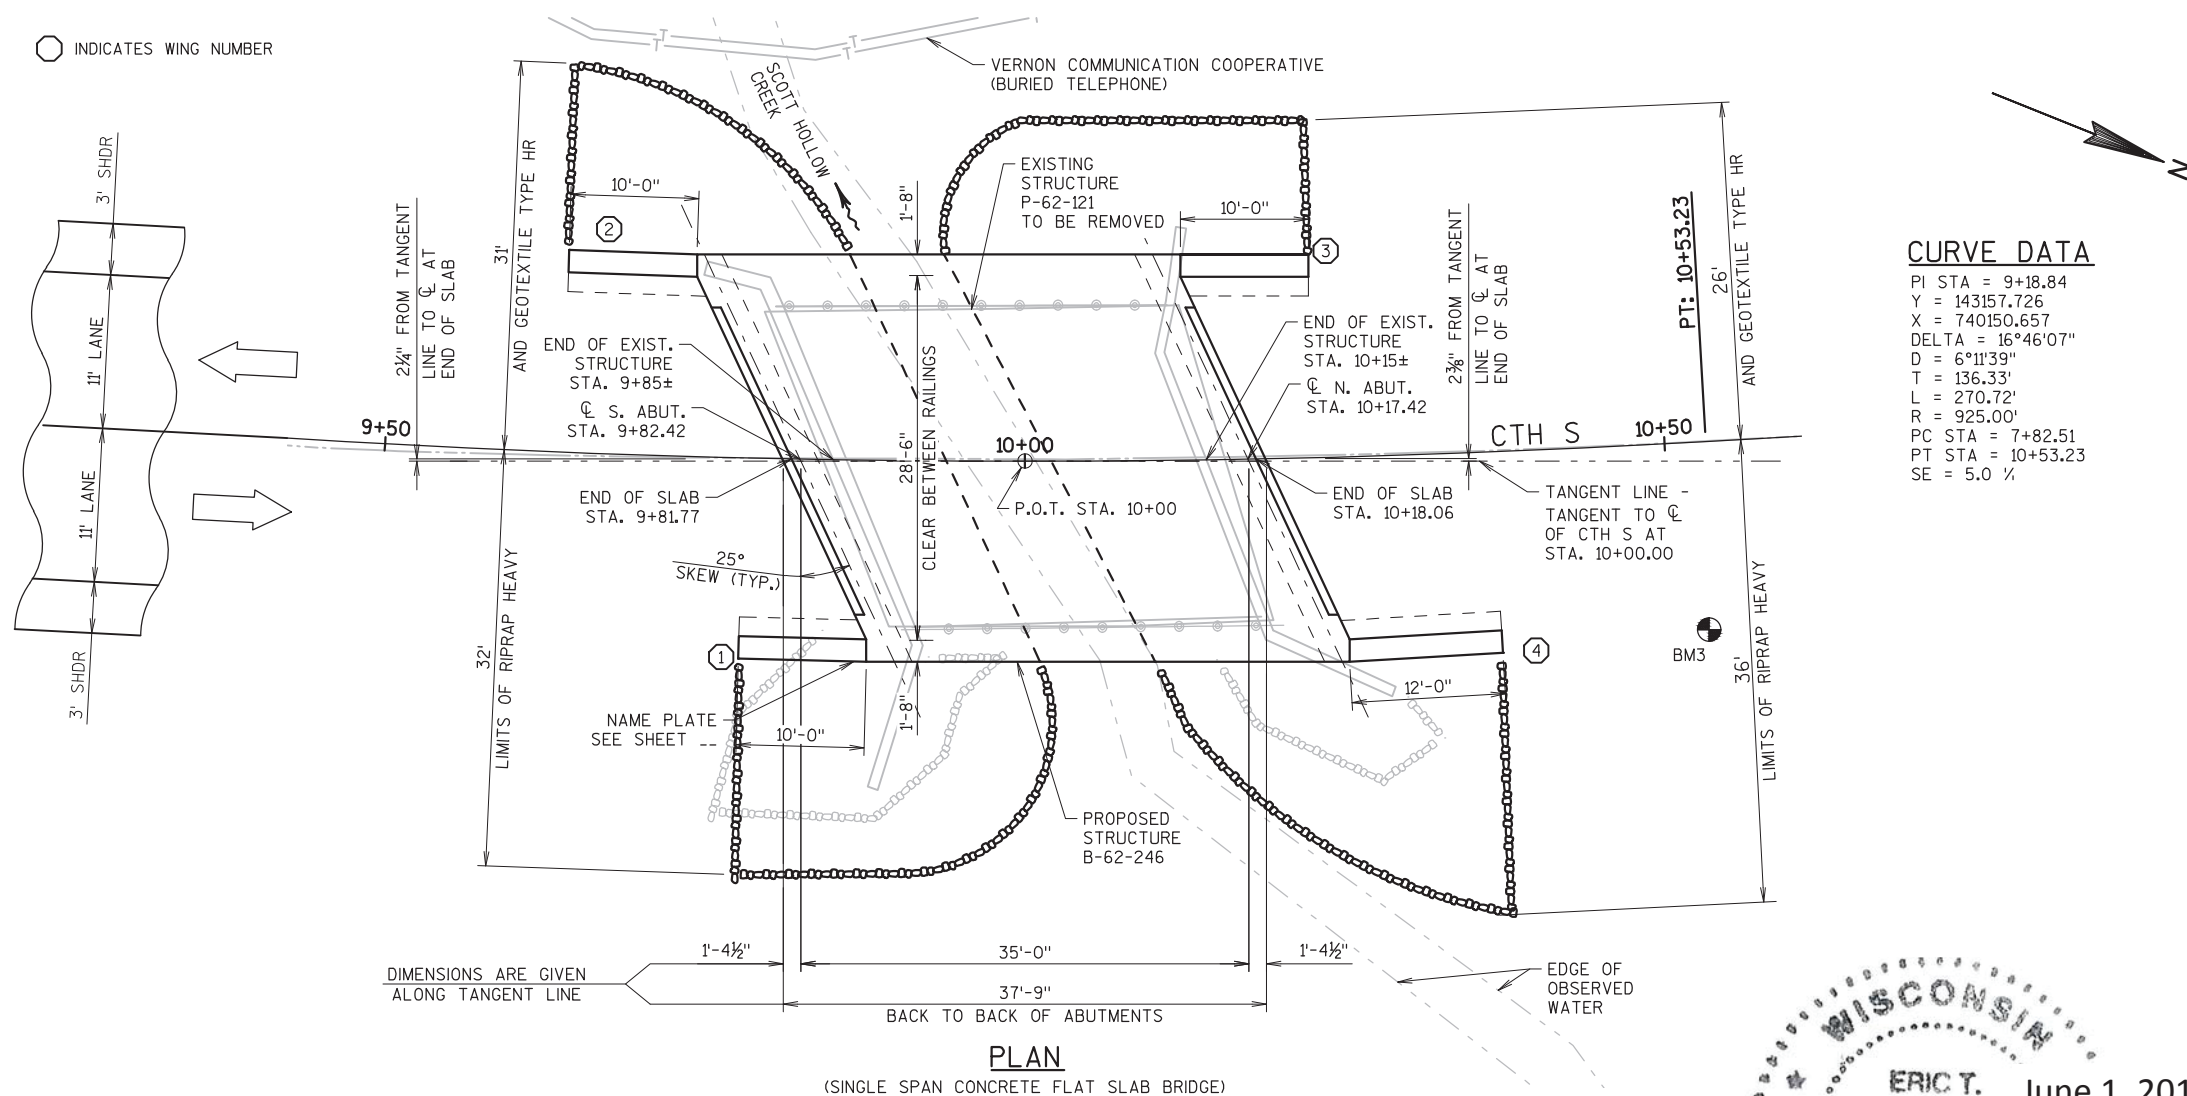 INDICATES WING NUMBER
VERNON COMMUNICATION COOPERATIVE
(BURIED TELEPHONE)
T
T
T
T
SCOTT HOLLOW
CREEK
N
3' SHDR
11' LANE
11' LANE
3' SHDR
2¼" FROM TANGENT
LINE TO ℄ AT
END OF SLAB
31'
AND GEOTEXTILE TYPE HR
10'-0"
2
1'-8"
EXISTING
STRUCTURE
P-62-121
TO BE REMOVED
10'-0"
3
2⅜" FROM TANGENT
LINE TO ℄ AT
END OF SLAB
PT: 10+53.23
26'
AND GEOTEXTILE TYPE HR
CURVE DATA
PI STA = 9+18.84
Y = 143157.726
X = 740150.657
DELTA = 16°46'07"
D = 6°11'39"
T = 136.33'
L = 270.72'
R = 925.00'
PC STA = 7+82.51
PT STA = 10+53.23
SE = 5.0 %
END OF EXIST.
STRUCTURE
STA. 9+85±
℄ S. ABUT.
STA. 9+82.42
28'-6"
CLEAR BETWEEN RAILINGS
END OF EXIST.
STRUCTURE
STA. 10+15±
℄ N. ABUT.
STA. 10+17.42
9+50
10+00
CTH S
10+50
END OF SLAB
STA. 9+81.77
P.O.T. STA. 10+00
END OF SLAB
STA. 10+18.06
TANGENT LINE -
TANGENT TO ℄
OF CTH S AT
STA. 10+00.00
25°
SKEW (TYP.)
32'
LIMITS OF RIPRAP HEAVY
1
4
BM3
36'
LIMITS OF RIPRAP HEAVY
NAME PLATE
SEE SHEET --
10'-0"
1'-8"
12'-0"
PROPOSED
STRUCTURE
B-62-246
1'-4½"
35'-0"
1'-4½"
DIMENSIONS ARE GIVEN
ALONG TANGENT LINE
37'-9"
BACK TO BACK OF ABUTMENTS
EDGE OF
OBSERVED
WATER
PLAN
(SINGLE SPAN CONCRETE FLAT SLAB BRIDGE)
WISCONSIN
ERIC T.
June 1, 201